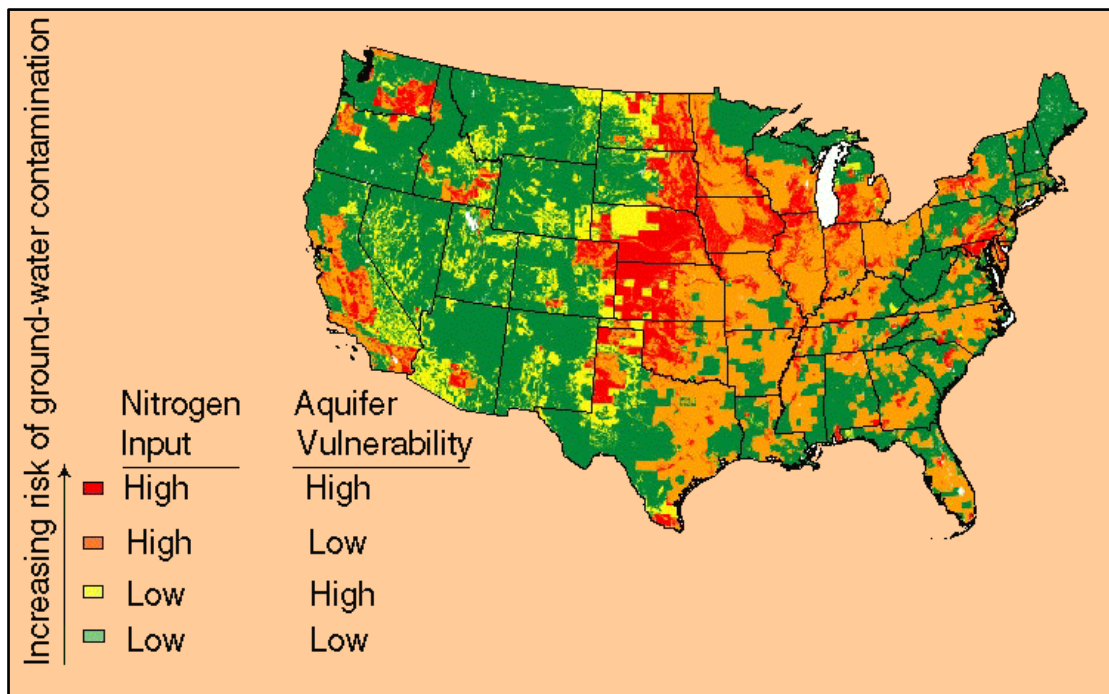 Increasing risk of ground-water contamination
Nitrogen Aquifer
Input Vulnerability
High High
High Low
Low High
Low Low